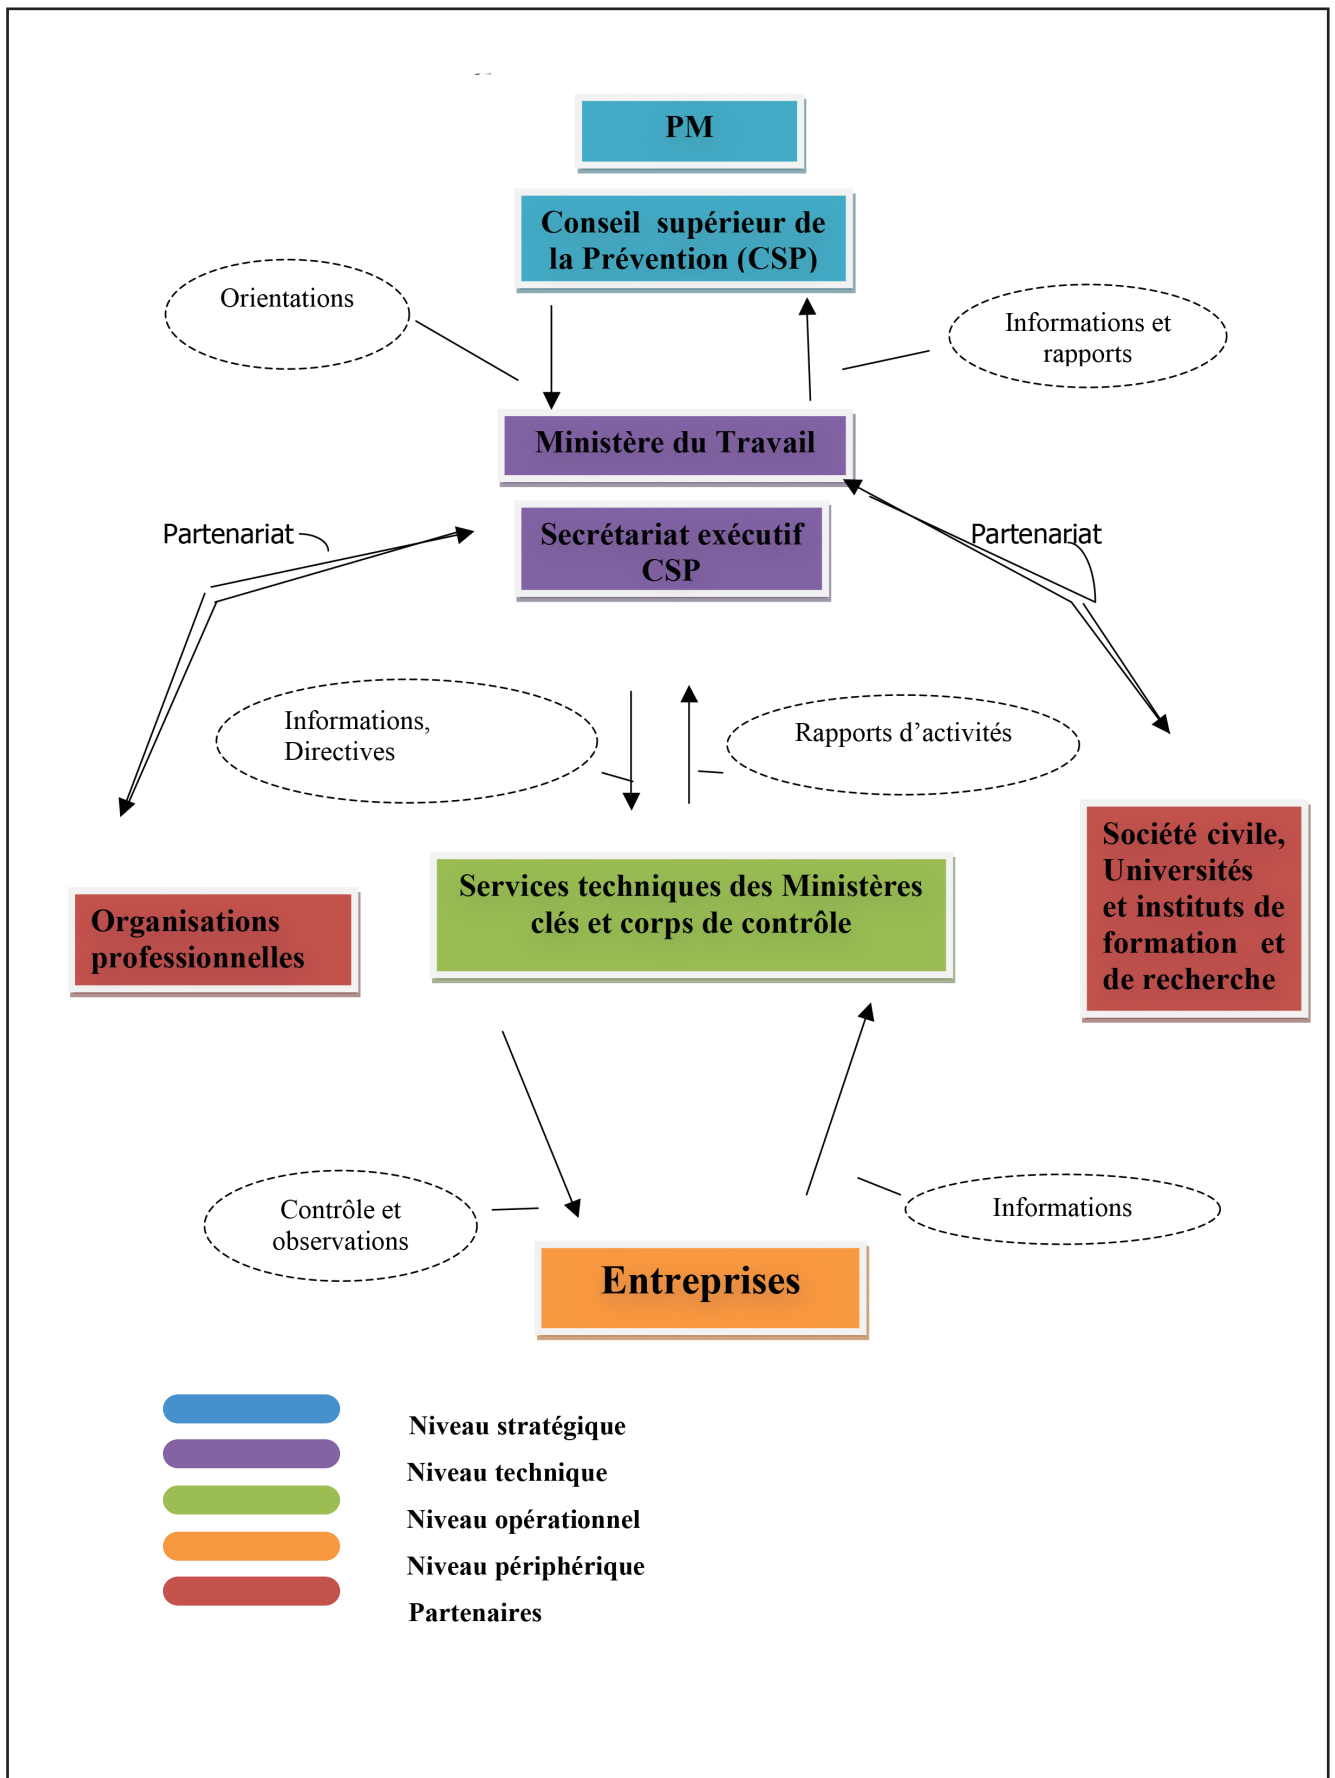 PM
Conseil supérieur de
la Prévention (CSP)
Orientations
Informations et
rapports
Ministère du Travail
Partenariat
Secrétariat exécutif
CSP
Partenariat
Informations,
Directives
Rapports d’activités
Organisations
professionnelles
Services techniques des Ministères
clés et corps de contrôle
Société civile,
Universités
et instituts de
formation et
de recherche
Contrôle et
observations
Informations
Entreprises
Niveau stratégique
Niveau technique
Niveau opérationnel
Niveau périphérique
Partenaires